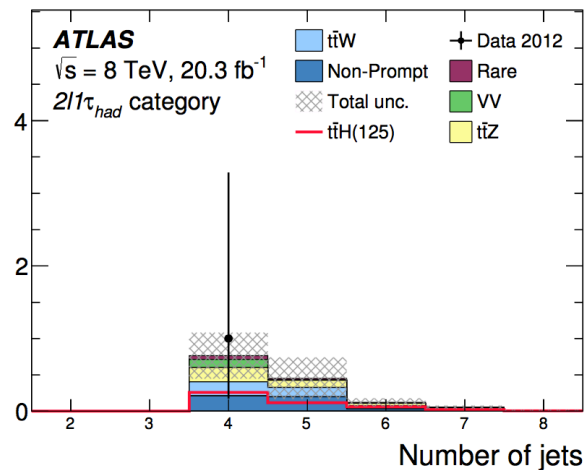 ATLAS
√s = 8 TeV, 20.3 fb⁻¹
2l1τhad category
tt̄W
Non-Prompt
Total unc.
tt̄H(125)
Data 2012
Rare
VV
tt̄Z
4
2
0
2 3 4 5 6 7 8
Number of jets